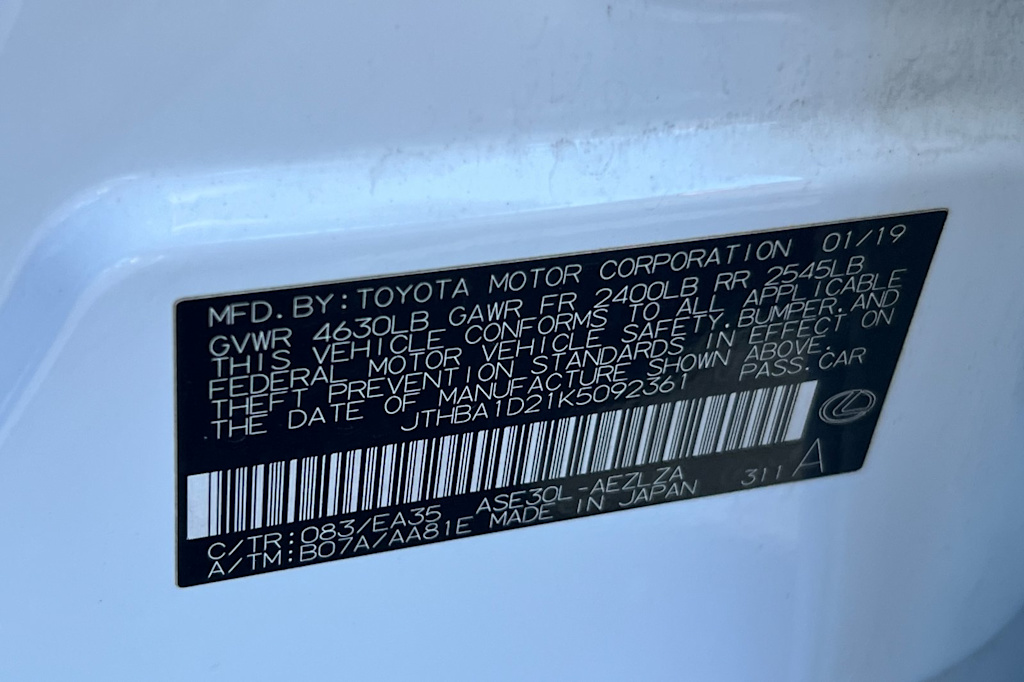 MFD. BY: TOYOTA MOTOR CORPORATION 01/19
GVWR 4630LB GAWR FR 2400LB RR 2545LB
THIS VEHICLE CONFORMS TO ALL APPLICABLE
FEDERAL MOTOR VEHICLE SAFETY, BUMPER, AND
THEFT PREVENTION STANDARDS IN EFFECT ON
THE DATE OF MANUFACTURE SHOWN ABOVE.
JTHBA1D21K5092361 PASS. CAR
C/TR: 083/EA35 ASE30L-AEZLZA 311 A
A/TM: B07A/AA81E MADE IN JAPAN